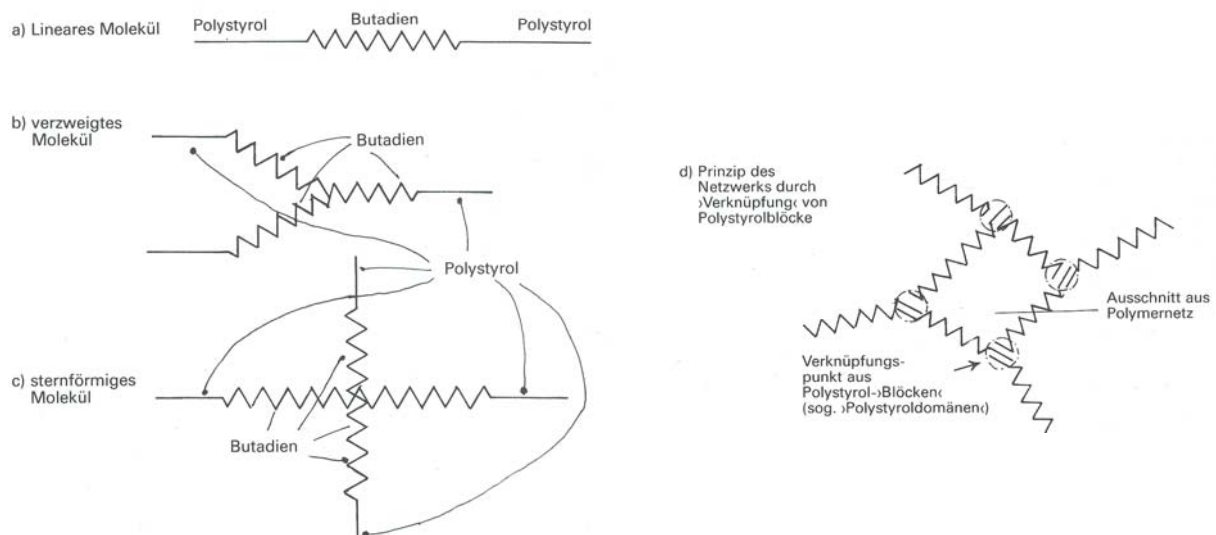 a) Lineares Molekül
Polystyrol
Butadien
Polystyrol
b) verzweigtes
Molekül
Butadien
Polystyrol
c) sternförmiges
Molekül
Butadien
d) Prinzip des
Netzwerks durch
›Verknüpfung‹ von
Polystyrolblöcke
Ausschnitt aus
Polymernetz
Verknüpfungs-
punkt aus
Polystyrol-›Blöcken‹
(sog. ›Polystyroldomänen‹)